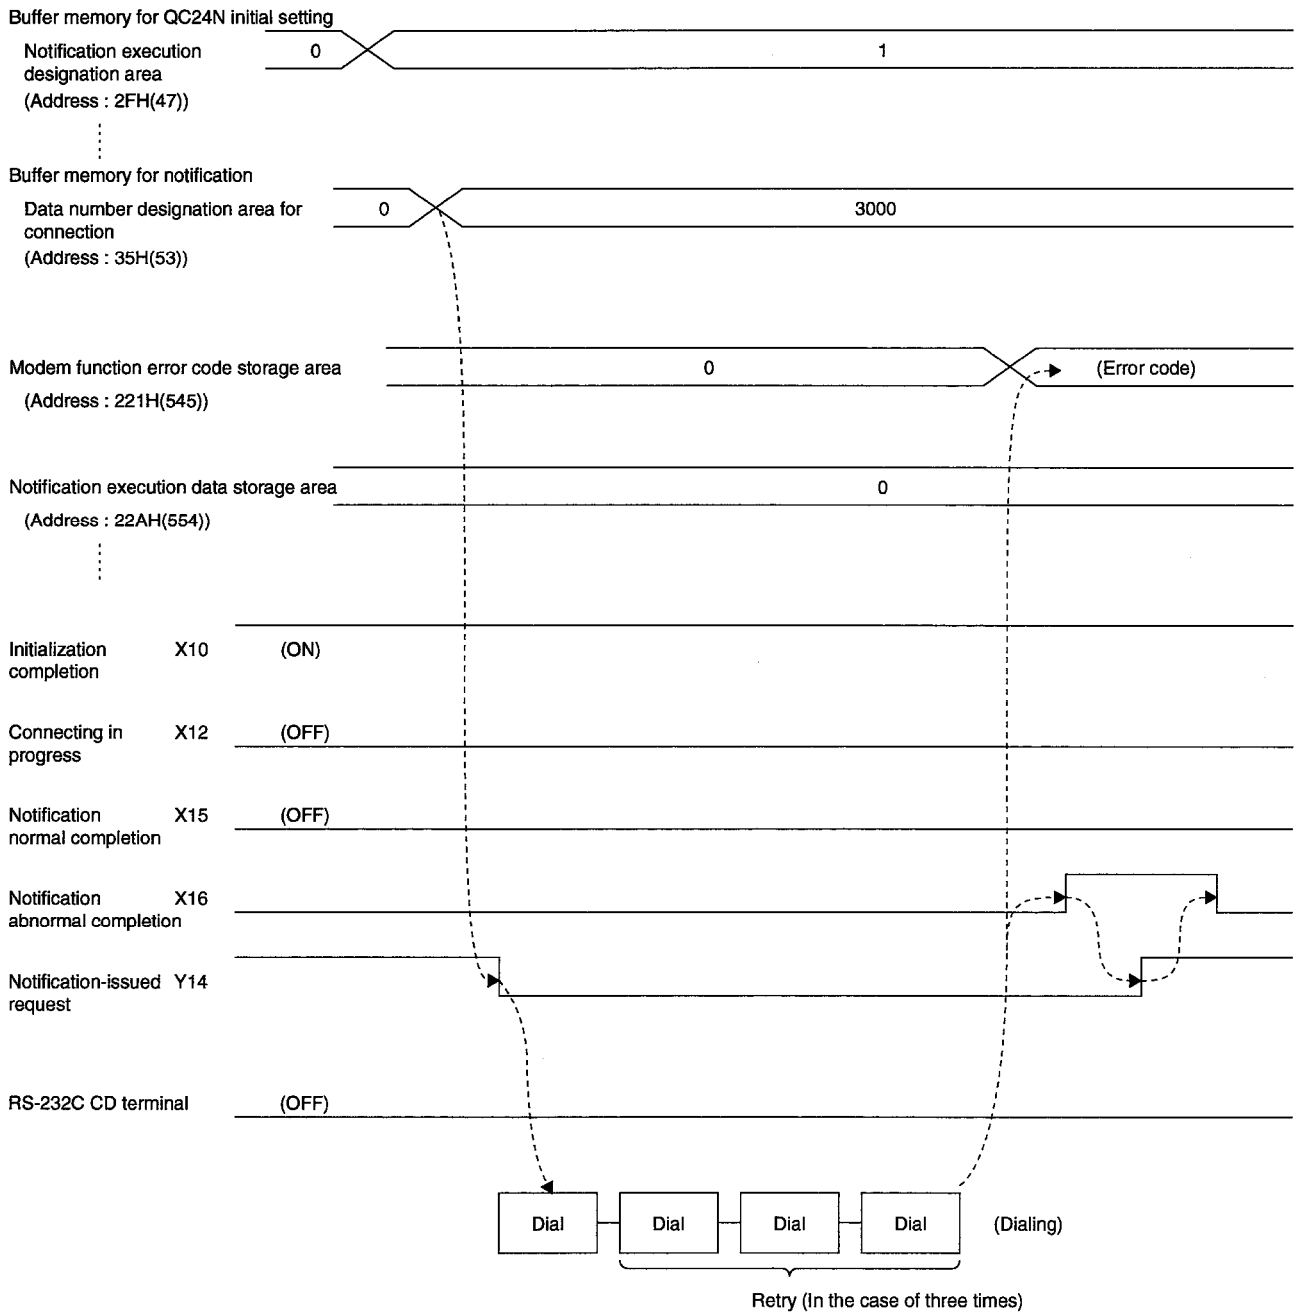 Buffer memory for QC24N initial setting
Notification execution
designation area
(Address : 2FH(47))
0
1
Buffer memory for notification
Data number designation area for
connection
(Address : 35H(53))
0
3000
Modem function error code storage area
(Address : 221H(545))
0
(Error code)
Notification execution data storage area
(Address : 22AH(554))
0
Initialization X10 (ON)
completion
Connecting in X12 (OFF)
progress
Notification X15 (OFF)
normal completion
Notification X16
abnormal completion
Notification-issued Y14
request
RS-232C CD terminal (OFF)
Dial Dial Dial Dial (Dialing)
Retry (In the case of three times)